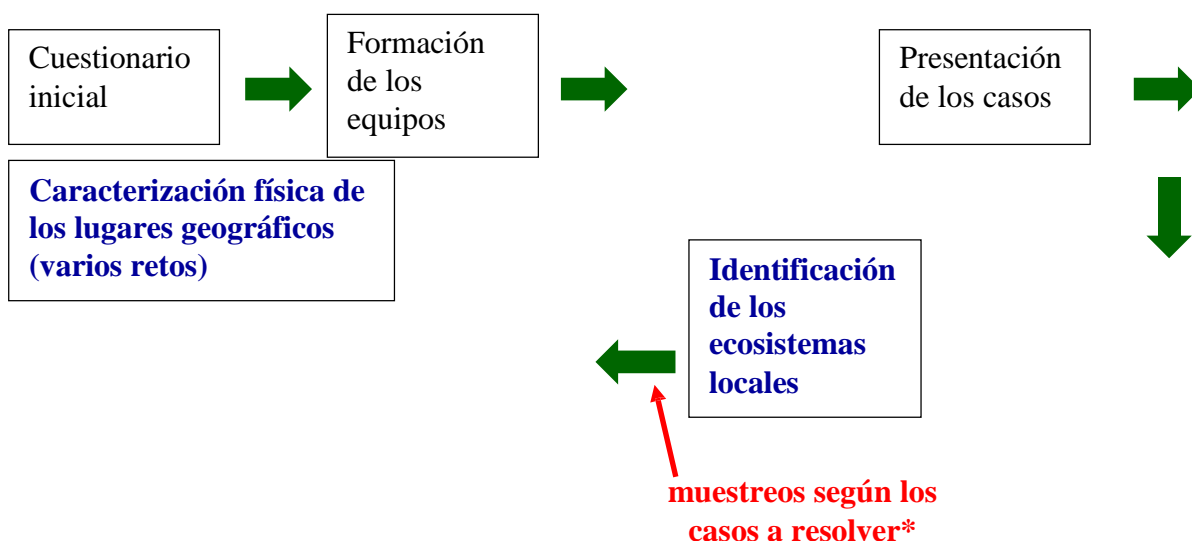 Cuestionario
inicial
Formación
de los
equipos
Presentación
de los casos
Caracterización física de
los lugares geográficos
(varios retos)
Identificación
de los
ecosistemas
locales
muestreos según los
casos a resolver*